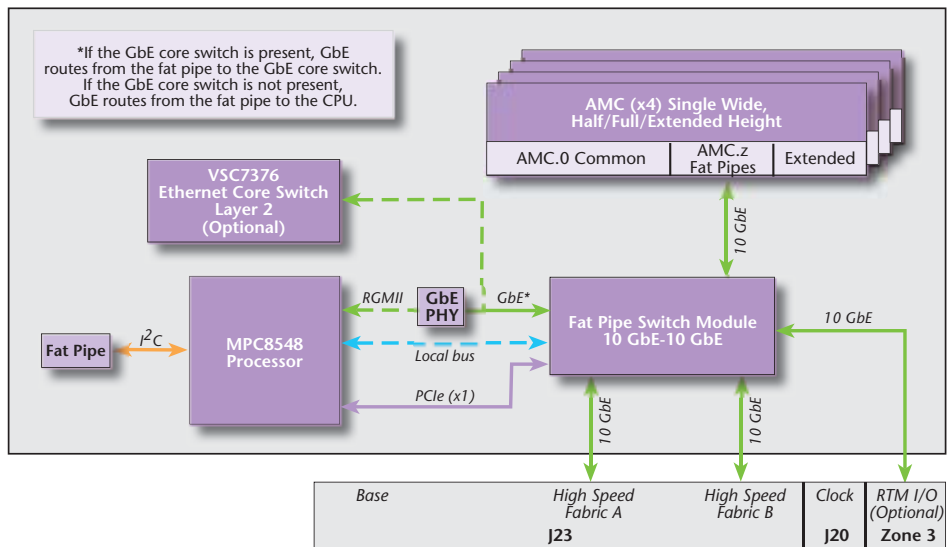 *If the GbE core switch is present, GbE
routes from the fat pipe to the GbE core switch.
If the GbE core switch is not present,
GbE routes from the fat pipe to the CPU.
AMC (x4) Single Wide,
Half/Full/Extended Height
AMC.0 Common
AMC.z
Fat Pipes
Extended
VSC7376
Ethernet Core Switch
Layer 2
(Optional)
10 GbE
RGMII
GbE
PHY
GbE*
Fat Pipe Switch Module
10 GbE-10 GbE
10 GbE
Fat Pipe
I²C
MPC8548
Processor
Local bus
PCIe (x1)
10 GbE
10 GbE
Base
High Speed
Fabric A
High Speed
Fabric B
J23
Clock
J20
RTM I/O
(Optional)
Zone 3